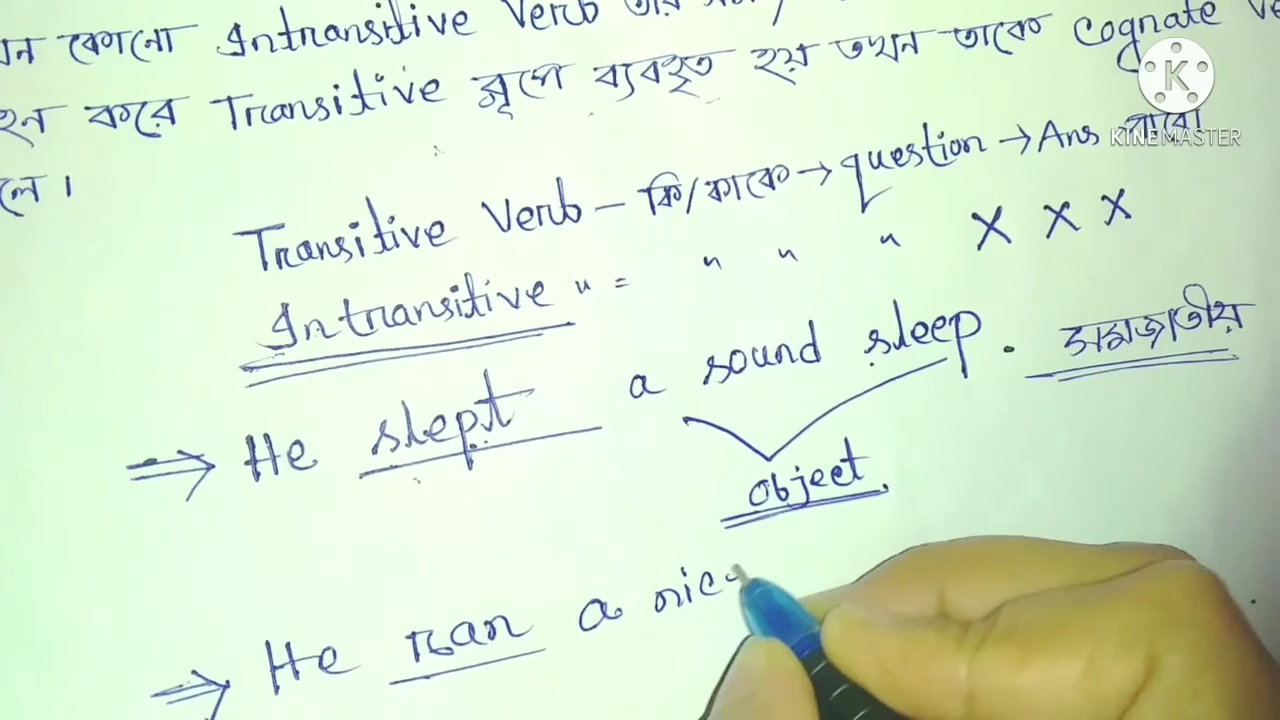 কোনো Intransitive Verb তার
করে Transitive রূপে ব্যবহৃত হয় তখন তাকে Cognate
লে।
Transitive Verb – কি/কাকে → question → Ans পাবো
Intransitive " = " " " X X X
⇒ He slept a sound sleep. সমজাতীয়
object.
⇒ He ran a nic
K
KINEMASTER